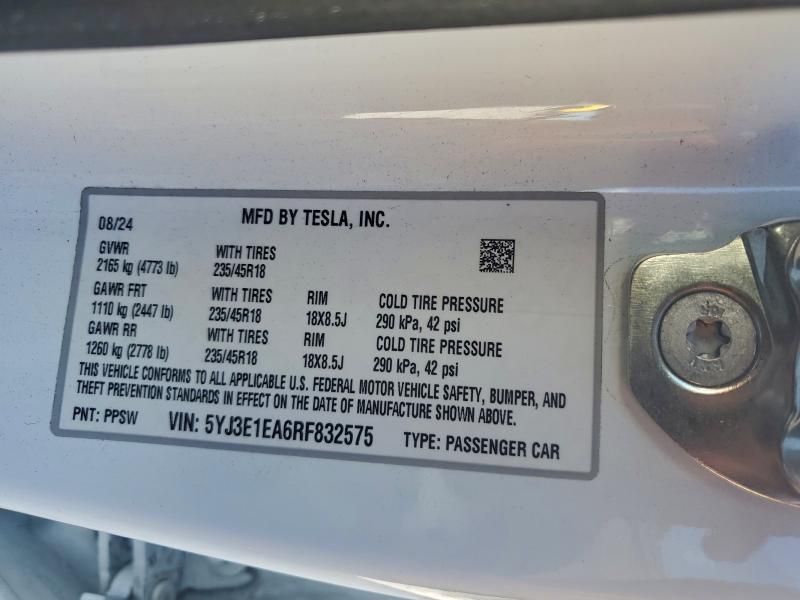 08/24 MFD BY TESLA, INC.
GVWR WITH TIRES
2165 kg (4773 lb) 235/45R18
GAWR FRT WITH TIRES RIM COLD TIRE PRESSURE
1110 kg (2447 lb) 235/45R18 18X8.5J 290 kPa, 42 psi
GAWR RR WITH TIRES RIM COLD TIRE PRESSURE
1260 kg (2778 lb) 235/45R18 18X8.5J 290 kPa, 42 psi
THIS VEHICLE CONFORMS TO ALL APPLICABLE U.S. FEDERAL MOTOR VEHICLE SAFETY, BUMPER, AND
THEFT PREVENTION STANDARDS IN EFFECT ON THE DATE OF MANUFACTURE SHOWN ABOVE.
PNT: PPSW VIN: 5YJ3E1EA6RF832575 TYPE: PASSENGER CAR